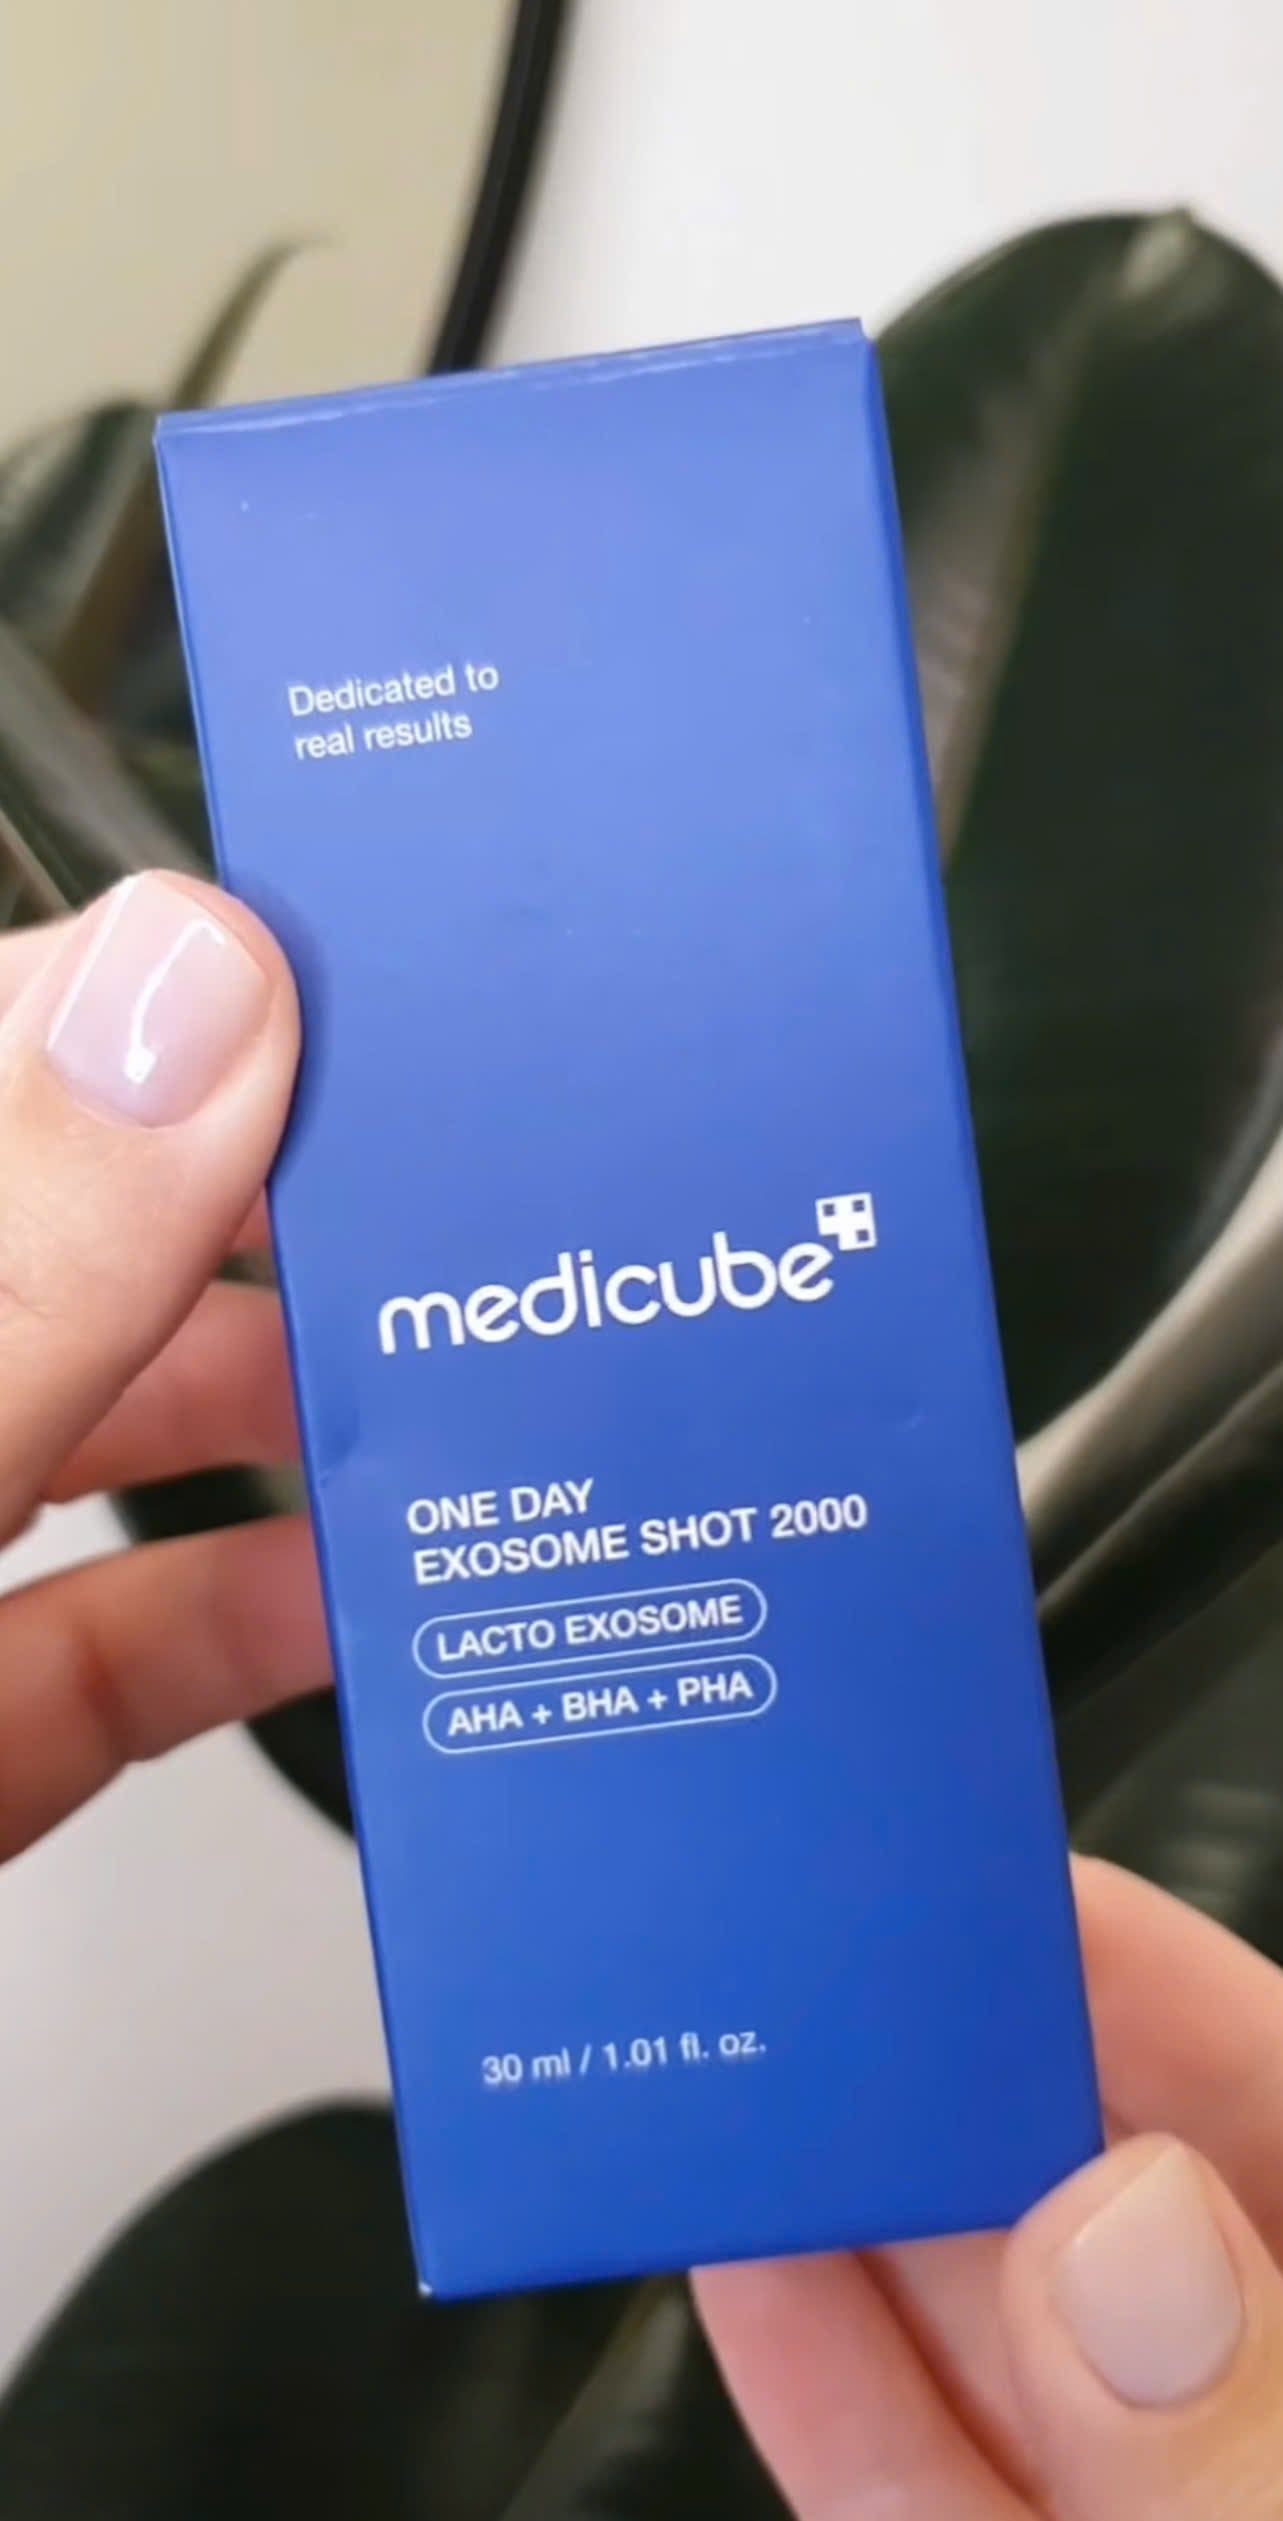 Dedicated to
real results
medicube
ONE DAY
EXOSOME SHOT 2000
LACTO EXOSOME
AHA + BHA + PHA
30 ml / 1.01 fl. oz.